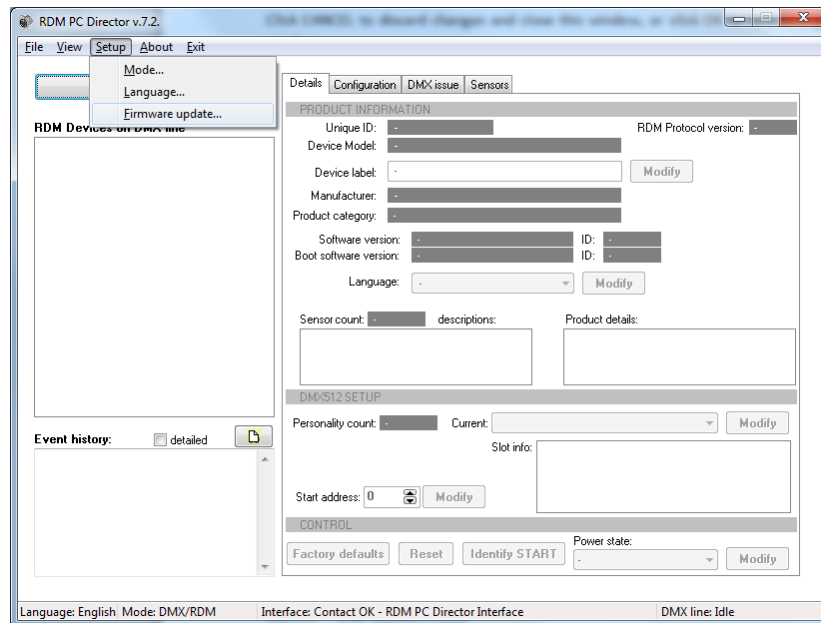 Click CANCEL to discard changes and close this window, or click
RDM PC Director v.7.2.
File View Setup About Exit
Mode...
Language...
Firmware update...
Details Configuration DMX issue Sensors
PRODUCT INFORMATION
RDM Devices on DMX line
Unique ID: - RDM Protocol version: -
Device Model: -
Device label: - Modify
Manufacturer: -
Product category: -
Software version: - ID: -
Boot software version: - ID: -
Language: - Modify
Sensor count: - descriptions: Product details:
DMX512 SETUP
Personality count: - Current: Modify
Event history: detailed
Slot info:
Start address: 0 Modify
CONTROL
Factory defaults Reset Identify START Power state: - Modify
Language: English Mode: DMX/RDM Interface: Contact OK - RDM PC Director Interface DMX line: Idle